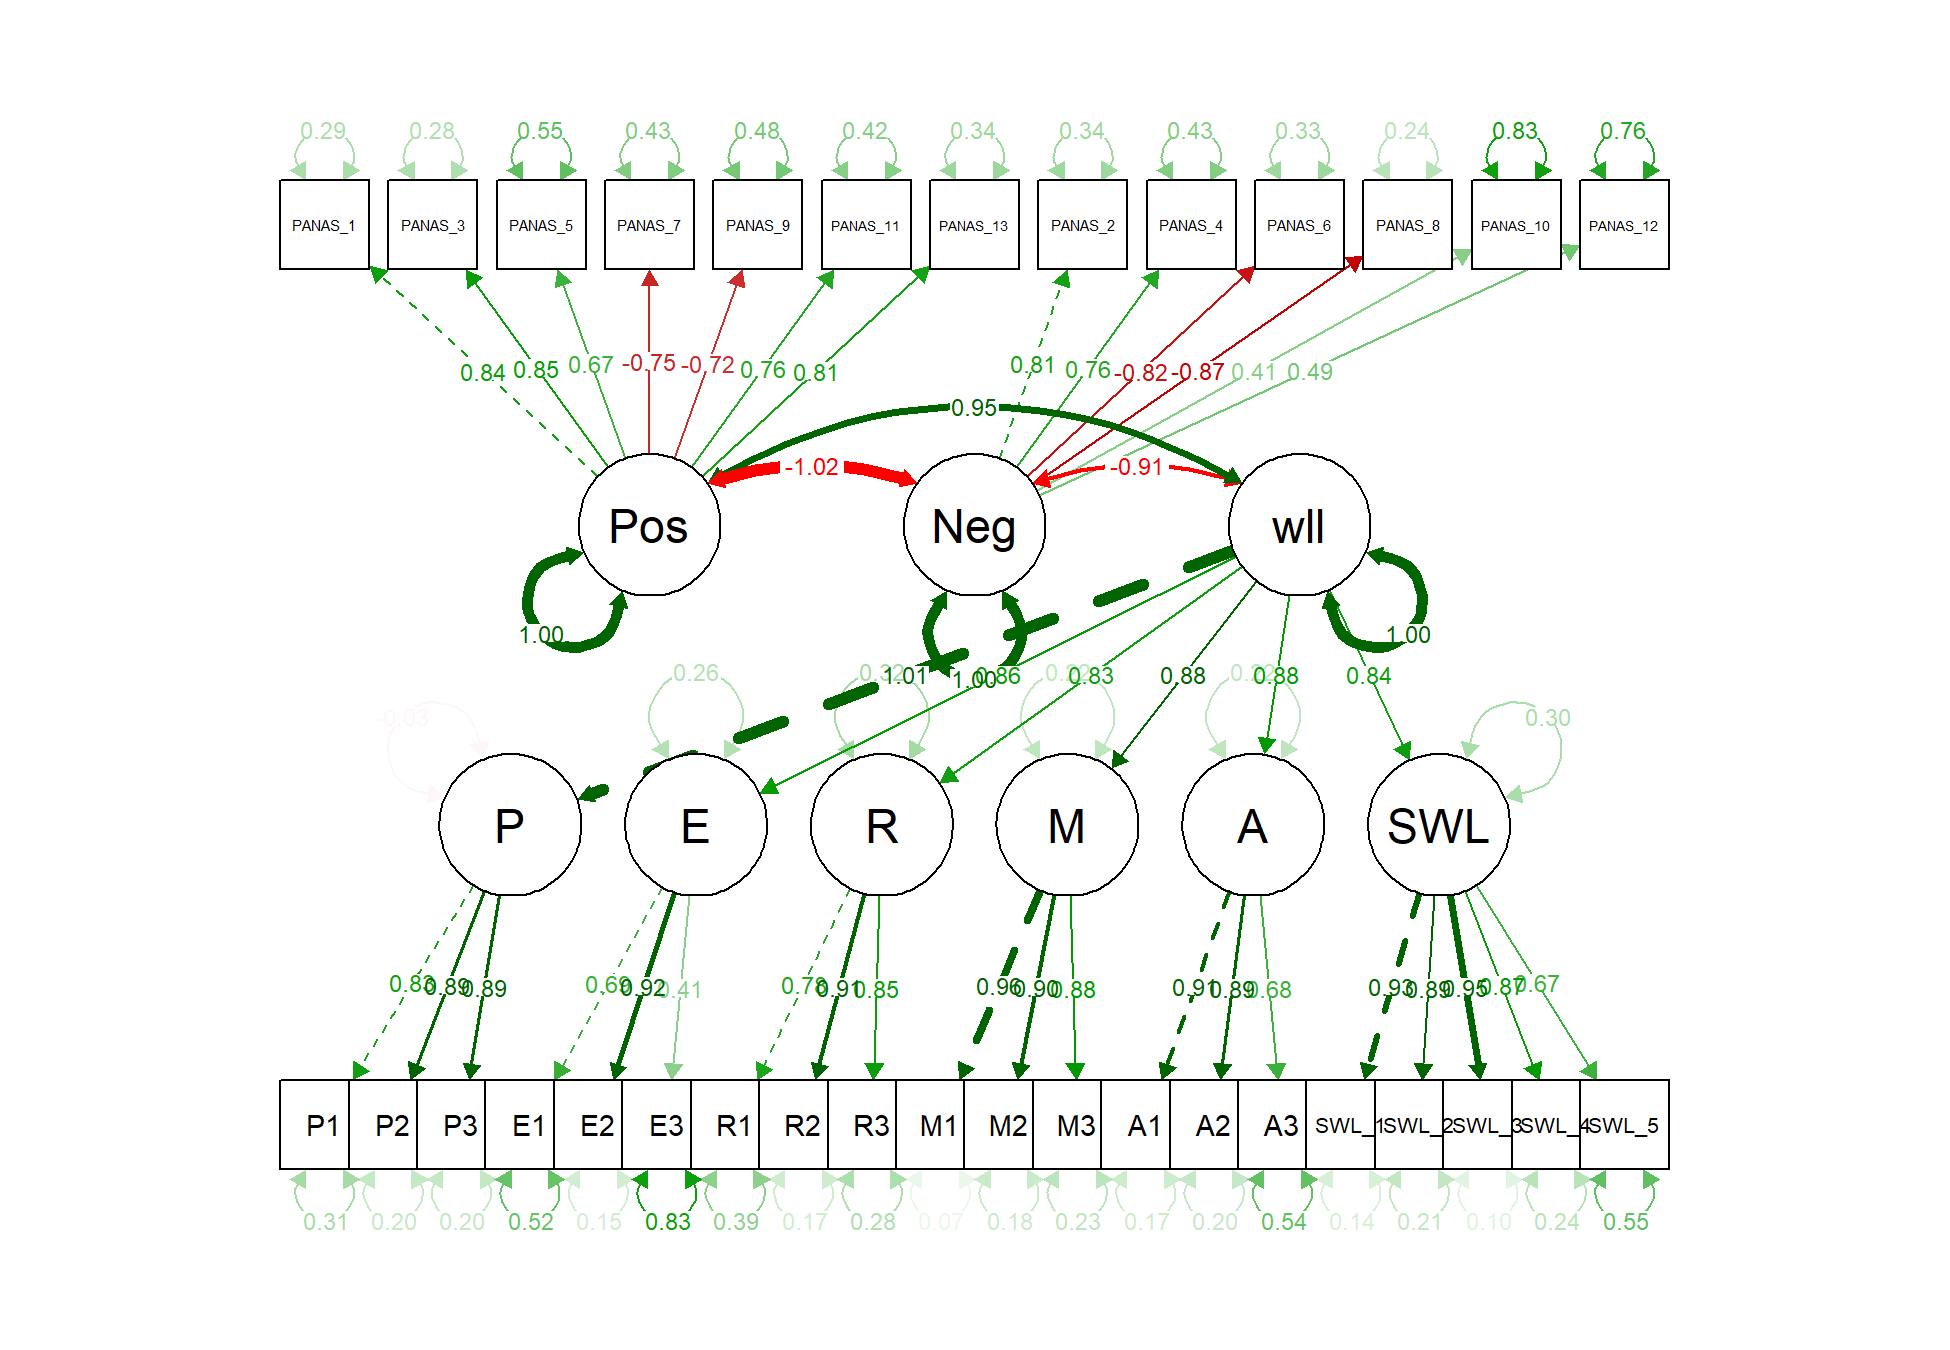 0.29 0.28 0.55 0.43 0.48 0.42 0.34 0.34 0.43 0.33 0.24 0.83 0.76
PANAS_1 PANAS_3 PANAS_5 PANAS_7 PANAS_9 PANAS_11 PANAS_13 PANAS_2 PANAS_4 PANAS_6 PANAS_8 PANAS_10 PANAS_12
0.84 0.85 0.67 -0.75 -0.72 0.76 0.81 0.81 0.76 -0.82 -0.87 0.41 0.49
0.95
-1.02 -0.91
Pos Neg wll
1.00 1.00
0.26 0.32 1.01 1.00 0.86 0.22 0.83 0.88 0.22 0.88 0.84
-0.03 0.30
P E R M A SWL
0.83 0.89 0.89 0.69 0.92 0.41 0.78 0.91 0.85 0.96 0.90 0.88 0.91 0.89 0.68 0.93 0.89 0.95 0.87 0.67
P1 P2 P3 E1 E2 E3 R1 R2 R3 M1 M2 M3 A1 A2 A3 SWL_1 SWL_2 SWL_3 SWL_4 SWL_5
0.31 0.20 0.20 0.52 0.15 0.83 0.39 0.17 0.28 0.07 0.18 0.23 0.17 0.20 0.54 0.14 0.21 0.10 0.24 0.55